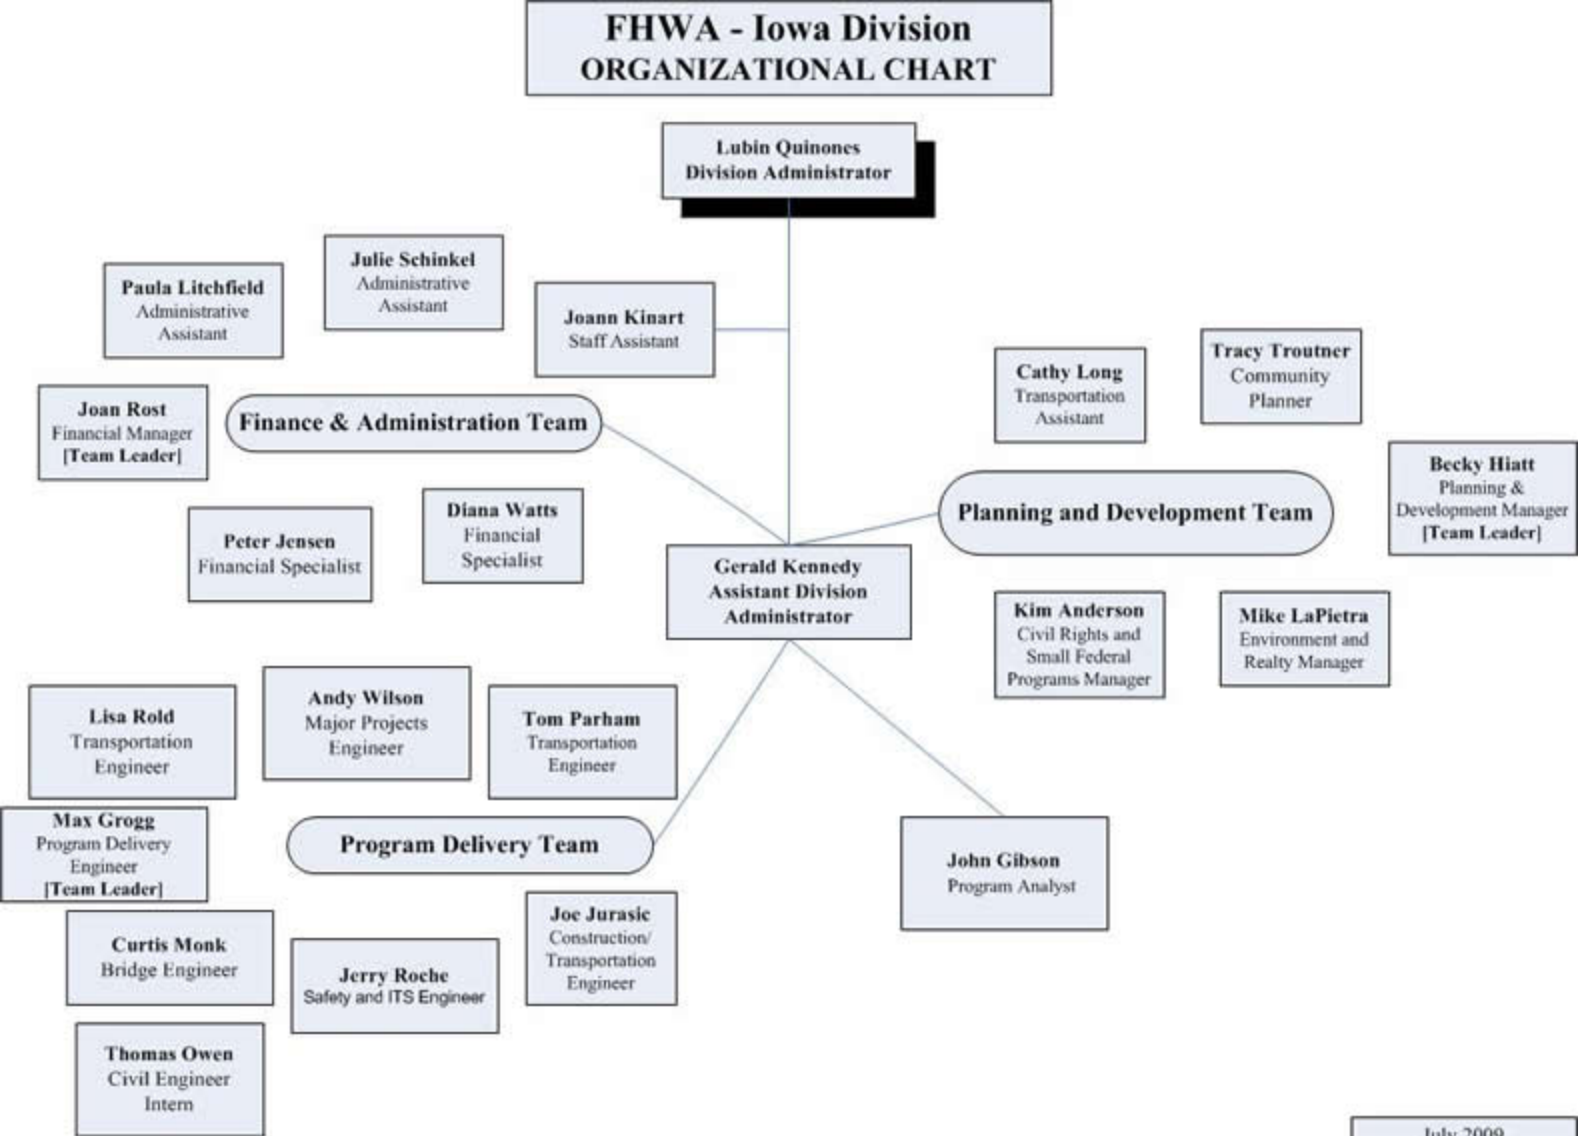 FHWA - Iowa Division
ORGANIZATIONAL CHART
Lubin Quinones
Division Administrator
Julie Schinkel
Administrative
Assistant
Paula Litchfield
Administrative
Assistant
Joann Kinart
Staff Assistant
Joan Rost
Financial Manager
[Team Leader]
Finance & Administration Team
Peter Jensen
Financial Specialist
Diana Watts
Financial
Specialist
Cathy Long
Transportation
Assistant
Tracy Troutner
Community
Planner
Becky Hiatt
Planning &
Development Manager
[Team Leader]
Planning and Development Team
Kim Anderson
Civil Rights and
Small Federal
Programs Manager
Mike LaPietra
Environment and
Realty Manager
Gerald Kennedy
Assistant Division
Administrator
Lisa Rold
Transportation
Engineer
Andy Wilson
Major Projects
Engineer
Tom Parham
Transportation
Engineer
Max Grogg
Program Delivery
Engineer
[Team Leader]
Program Delivery Team
Curtis Monk
Bridge Engineer
Jerry Roche
Safety and ITS Engineer
Joe Jurasic
Construction/
Transportation
Engineer
Thomas Owen
Civil Engineer
Intern
John Gibson
Program Analyst
July 2009